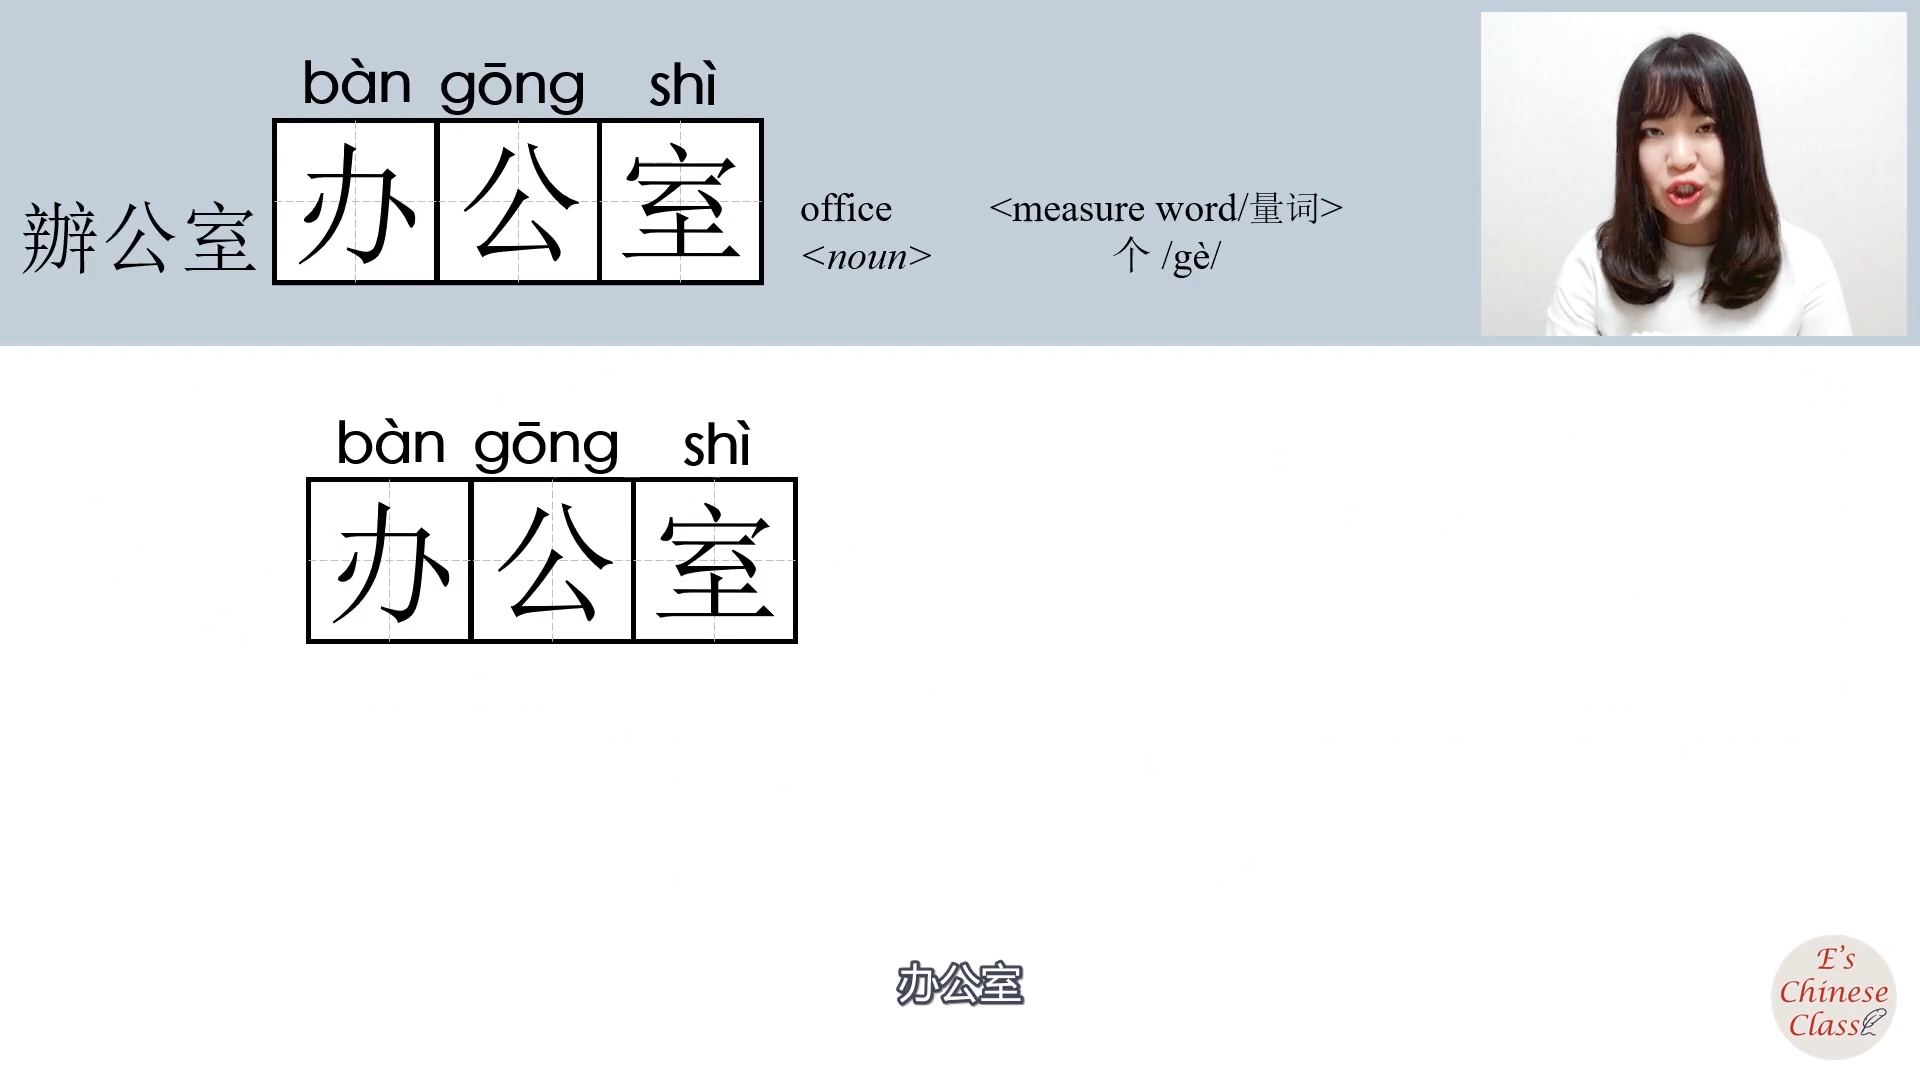 bàn gōng shì
辦公室 办公室
office <measure word/量词>
<noun> 个 /gè/
bàn gōng shì
办公室
办公室
E's
Chinese
Class